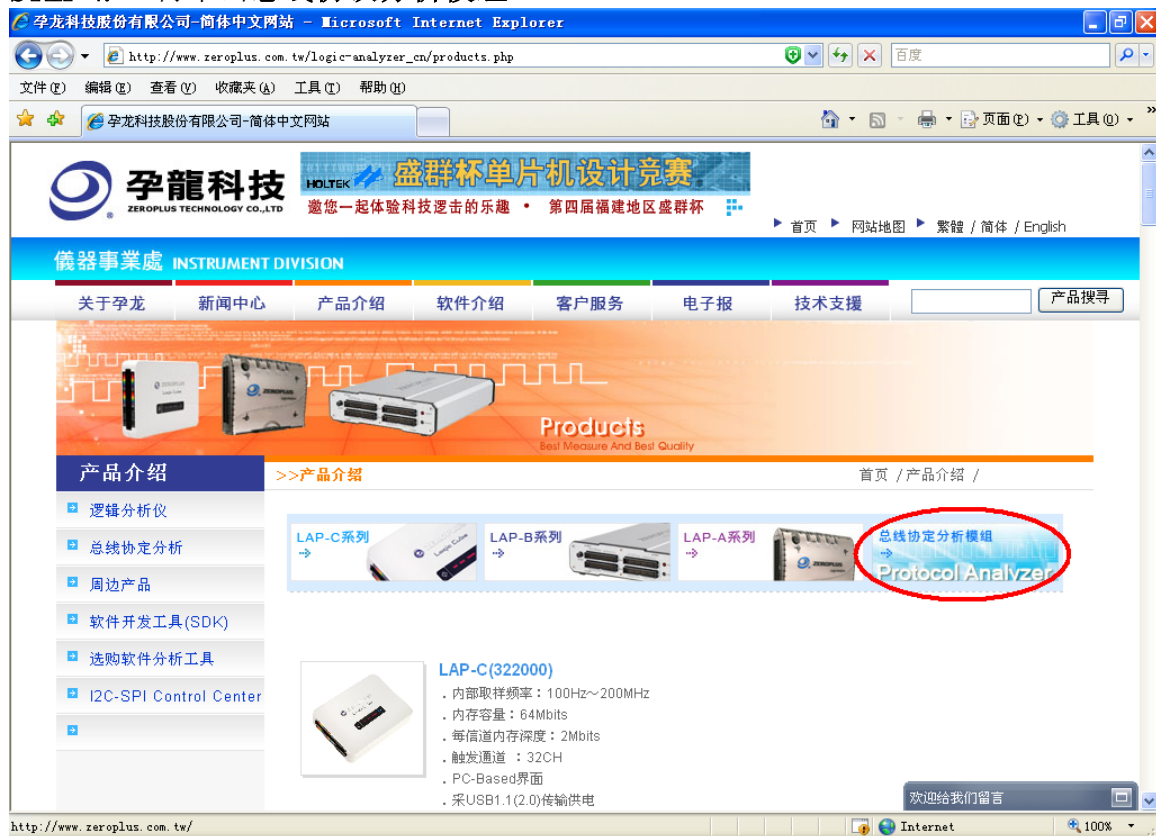 孕龙科技股份有限公司-简体中文网站 - Microsoft Internet Explorer
http://www.zeroplus.com.tw/logic-analyzer_cn/products.php
百度
文件(F) 编辑(E) 查看(V) 收藏夹(A) 工具(T) 帮助(H)
孕龙科技股份有限公司-简体中文网站
页面(P) 工具(O)
孕龍科技
ZEROPLUS TECHNOLOGY CO.,LTD
HOLTEK 盛群杯单片机设计竞赛
邀您一起体验科技逻击的乐趣 • 第四届福建地区盛群杯
首页 网站地图 繁體 / 简体 / English
儀器事業處 INSTRUMENT DIVISION
关于孕龙 新闻中心 产品介绍 软件介绍 客户服务 电子报 技术支援 产品搜寻
Products
Best Measure And Best Quality
产品介绍
>>产品介绍
首页 / 产品介绍 /
逻辑分析仪
总线协定分析
周边产品
软件开发工具(SDK)
选购软件分析工具
I2C-SPI Control Center
LAP-C系列
LAP-B系列
LAP-A系列
总线协定分析模组
Protocol Analyzer
LAP-C(322000)
. 内部取样频率：100Hz～200MHz
. 内存容量：64Mbits
. 每信道内存深度：2Mbits
. 触发通道 ：32CH
. PC-Based界面
. 采USB1.1(2.0)传输供电
欢迎给我们留言
http://www.zeroplus.com.tw/
Internet
100%